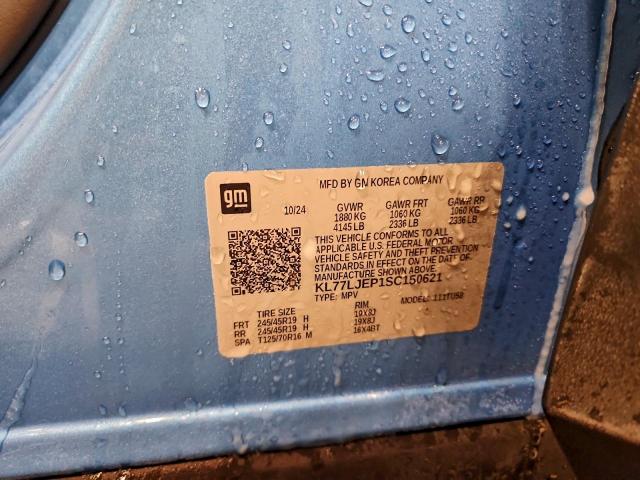 gm
MFD BY GM KOREA COMPANY
10/24
GVWR GAWR FRT GAWR RR
1880 KG 1060 KG 1060 KG
4145 LB 2336 LB 2336 LB
THIS VEHICLE CONFORMS TO ALL
APPLICABLE U.S. FEDERAL MOTOR
VEHICLE SAFETY AND THEFT PREVENTION
STANDARDS IN EFFECT ON THE DATE OF
MANUFACTURE SHOWN ABOVE.
KL77LJEP1SC150621
TYPE: MPV MODEL: 111TU58
TIRE SIZE RIM
FRT 245/45R19 H 19X8J
RR 245/45R19 H 19X8J
SPA T125/70R16 M 16X4BT